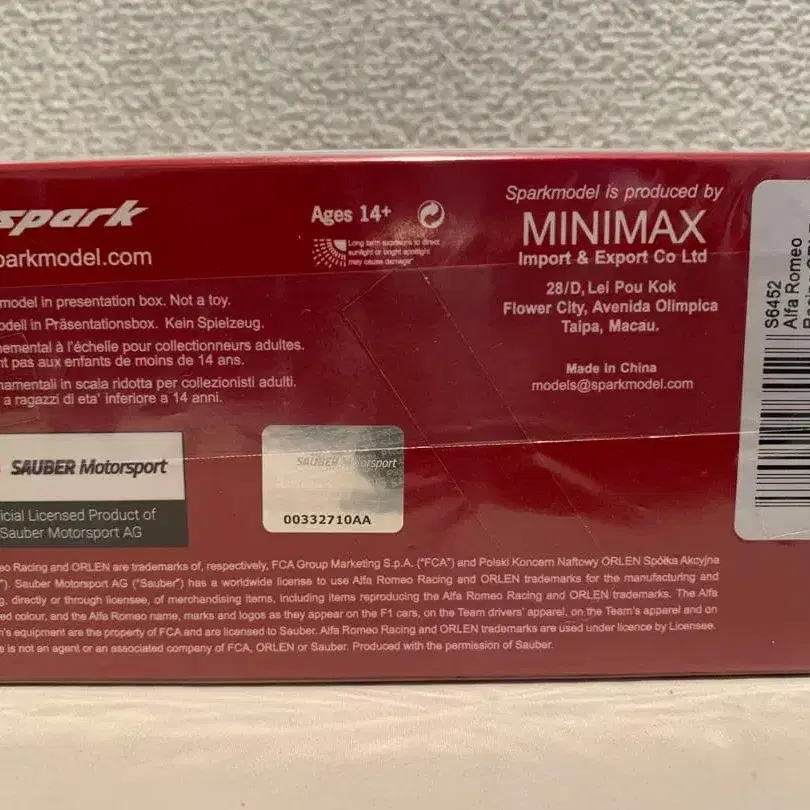 spark
parkmodel.com
Ages 14+
Long term exposure to direct
sunlight or bright spotlight
may cause damage
Sparkmodel is produced by
MINIMAX
Import & Export Co Ltd
28/D, Lei Pou Kok
Flower City, Avenida Olimpica
Taipa, Macau.
Made in China
models@sparkmodel.com
model in presentation box. Not a toy.
odell in Präsentationsbox. Kein Spielzeug.
nemental à l'échelle pour collectionneurs adultes.
nt pas aux enfants de moins de 14 ans.
namentali in scala ridotta per collezionisti adulti.
a ragazzi di eta' inferiore a 14 anni.
SAUBER Motorsport
icial Licensed Product of
Sauber Motorsport AG
SAUBER Motorsport
00332710AA
S6452
Alfa Romeo
eo Racing and ORLEN are trademarks of, respectively, FCA Group Marketing S.p.A. ("FCA") and Polski Koncern Naftowy ORLEN Spółka Akcyjna
"). Sauber Motorsport AG ("Sauber") has a worldwide license to use Alfa Romeo Racing and ORLEN trademarks for the manufacturing and
g, directly or through licensee, of merchandising items, including items reproducing the Alfa Romeo Racing and ORLEN trademarks. The Alfa
ed colour, and the Alfa Romeo name, marks and logos as they appear on the F1 cars, on the Team drivers' apparel, on the Team's apparel and on
n's equipment are the property of FCA and are licensed to Sauber. Alfa Romeo Racing and ORLEN trademarks are used under licence by Licensee.
e is not an agent or an associated company of FCA, ORLEN or Sauber. Produced with the permission of Sauber.